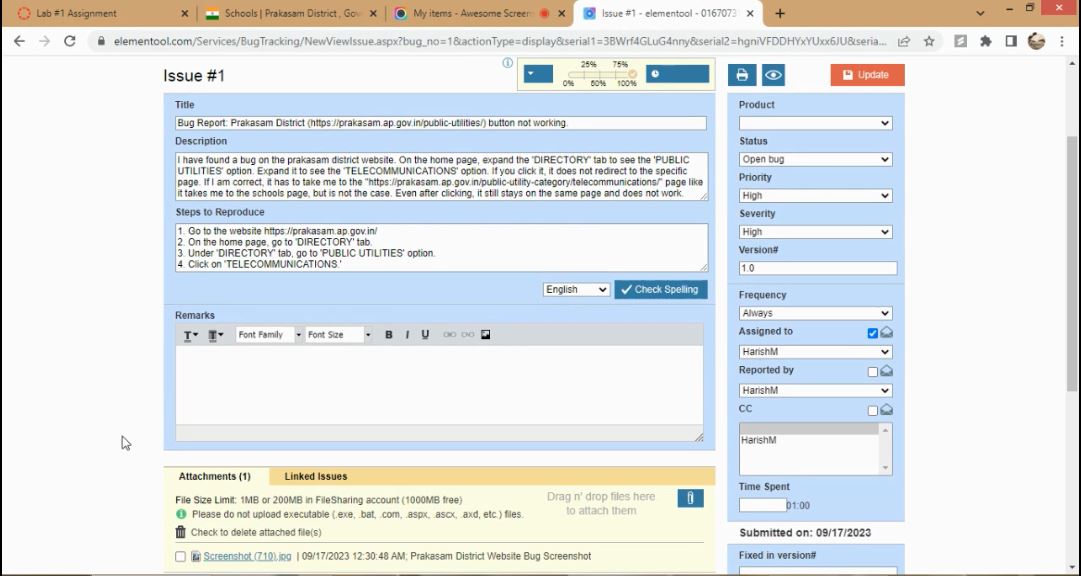 Lab #1 Assignment
Schools | Prakasam District , Gov
My items - Awesome Screen
Issue #1 - elementool - 0167073
elementool.com/Services/BugTracking/NewViewIssue.aspx?bug_no=1&actionType=display&serial1=3BWrf4GLuG4nny&serial2=hgniVFDDHYxYUxx6JU&seria...
Issue #1
25% 75%
0% 50% 100%
Update
Title
Bug Report: Prakasam District (https://prakasam.ap.gov.in/public-utilities/) button not working.
Description
I have found a bug on the prakasam district website. On the home page, expand the 'DIRECTORY' tab to see the 'PUBLIC
UTILITIES' option. Expand it to see the 'TELECOMMUNICATIONS' option. If you click it, it does not redirect to the specific
page. If I am correct, it has to take me to the "https://prakasam.ap.gov.in/public-utility-category/telecommunications/" page like
it takes me to the schools page, but is not the case. Even after clicking, it still stays on the same page and does not work.
Steps to Reproduce
1. Go to the website https://prakasam.ap.gov.in/
2. On the home page, go to 'DIRECTORY' tab.
3. Under 'DIRECTORY' tab, go to 'PUBLIC UTILITIES' option.
4. Click on 'TELECOMMUNICATIONS.'
English
Check Spelling
Remarks
T T Font Family Font Size B I U
Attachments (1) Linked Issues
File Size Limit: 1MB or 200MB in FileSharing account (1000MB free)
Please do not upload executable (.exe, .bat, .com, .aspx, .ascx, .axd, etc.) files.
Drag n' drop files here
to attach them
Check to delete attached file(s)
Screenshot (710).jpg | 09/17/2023 12:30:48 AM; Prakasam District Website Bug Screenshot
Product
Status
Open bug
Priority
High
Severity
High
Version#
1.0
Frequency
Always
Assigned to
HarishM
Reported by
HarishM
CC
HarishM
Time Spent
01:00
Submitted on: 09/17/2023
Fixed in version#